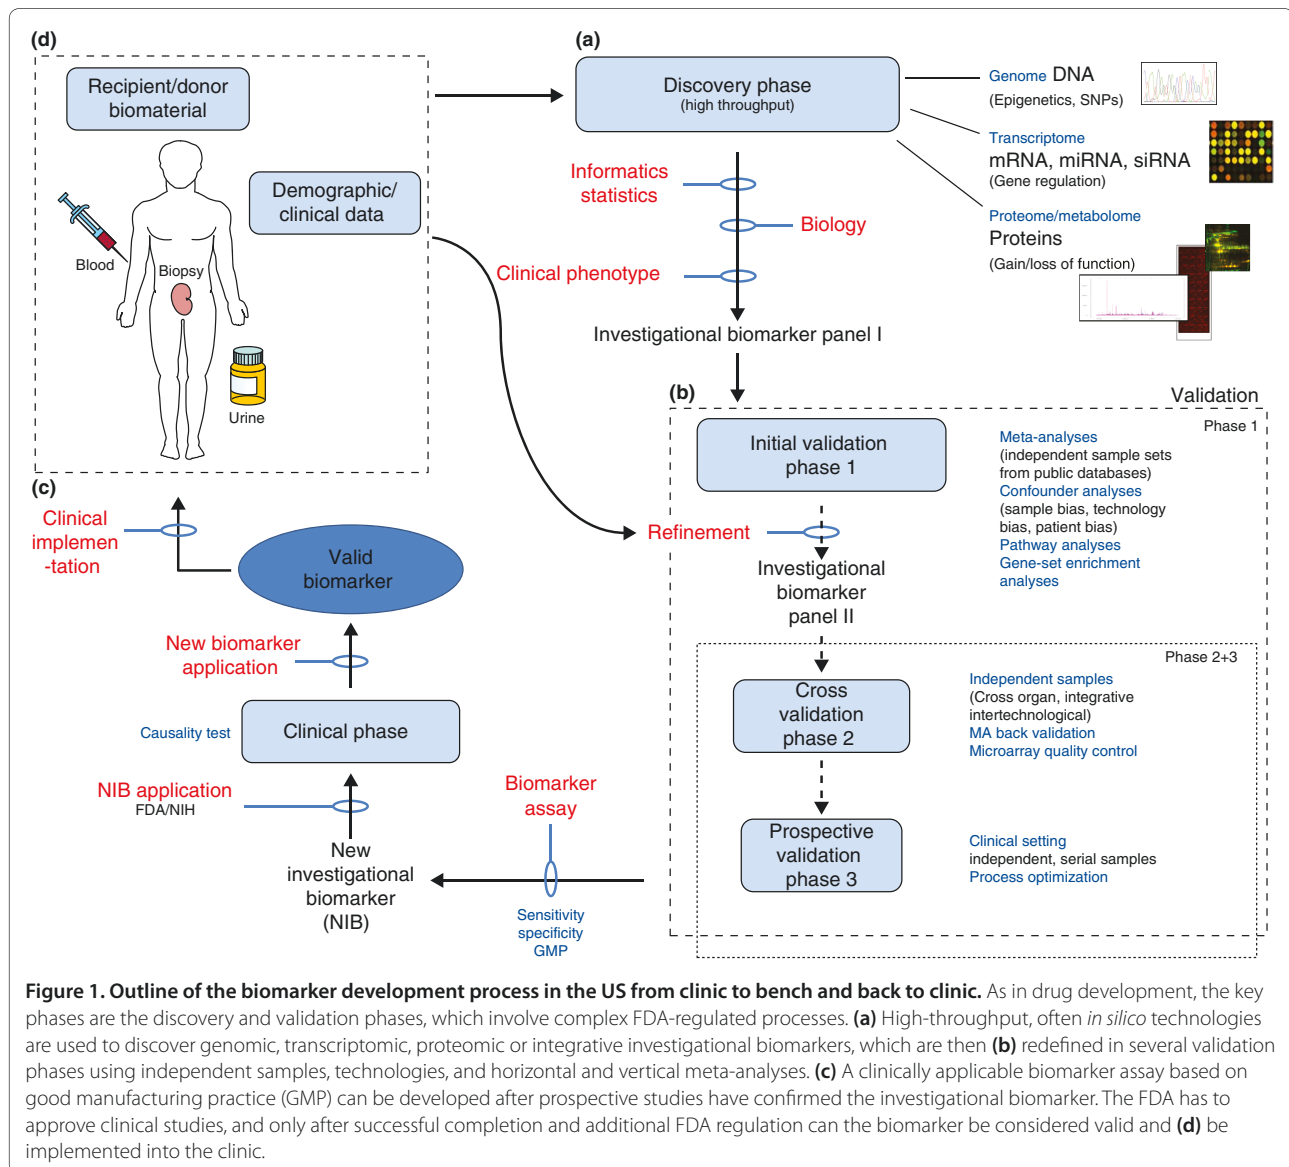 (d)
Recipient/donor
biomaterial
Demographic/
clinical data
Blood
Biopsy
Urine
(a)
Discovery phase
(high throughput)
Genome DNA
(Epigenetics, SNPs)
Transcriptome
mRNA, miRNA, siRNA
(Gene regulation)
Proteome/metabolome
Proteins
(Gain/loss of function)
Informatics
statistics
Biology
Clinical phenotype
Investigational biomarker panel I
(b)
Validation
Phase 1
Initial validation
phase 1
Meta-analyses
(independent sample sets
from public databases)
Confounder analyses
(sample bias, technology
bias, patient bias)
Pathway analyses
Gene-set enrichment
analyses
Refinement
Investigational
biomarker
panel II
Phase 2+3
Cross
validation
phase 2
Independent samples
(Cross organ, integrative
intertechnological)
MA back validation
Microarray quality control
Prospective
validation
phase 3
Clinical setting
independent, serial samples
Process optimization
(c)
Clinical
implemen
-tation
Valid
biomarker
New biomarker
application
Causality test
Clinical phase
NIB application
FDA/NIH
New
investigational
biomarker
(NIB)
Biomarker
assay
Sensitivity
specificity
GMP
Figure 1. Outline of the biomarker development process in the US from clinic to bench and back to clinic. As in drug development, the key
phases are the discovery and validation phases, which involve complex FDA-regulated processes. (a) High-throughput, often in silico technologies
are used to discover genomic, transcriptomic, proteomic or integrative investigational biomarkers, which are then (b) redefined in several validation
phases using independent samples, technologies, and horizontal and vertical meta-analyses. (c) A clinically applicable biomarker assay based on
good manufacturing practice (GMP) can be developed after prospective studies have confirmed the investigational biomarker. The FDA has to
approve clinical studies, and only after successful completion and additional FDA regulation can the biomarker be considered valid and (d) be
implemented into the clinic.